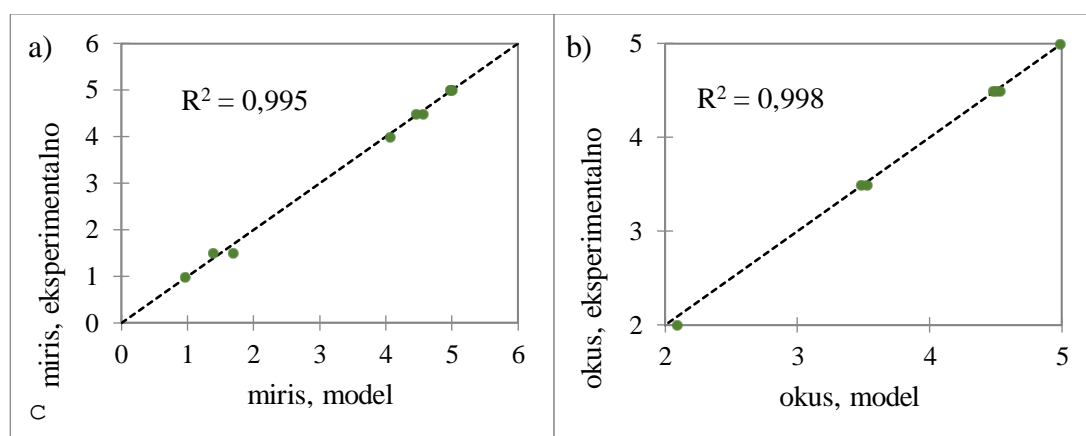 a)
R² = 0,995
miris, eksperimentalno
6
5
4
3
2
1
0
0 1 2 3 4 5 6
miris, model
C
b)
R² = 0,998
okus, eksperimentalno
5
4
3
2
2 3 4 5
okus, model